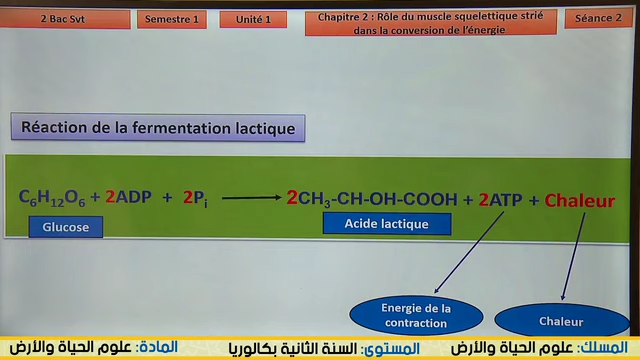 2 Bac Svt
Semestre 1
Unité 1
Chapitre 2 : Rôle du muscle squelettique strié
dans la conversion de l’énergie
Séance 2
Réaction de la fermentation lactique
C₆H₁₂O₆ + 2ADP + 2Pᵢ → 2CH₃-CH-OH-COOH + 2ATP + Chaleur
Glucose
Acide lactique
Energie de la
contraction
Chaleur
المسلك: علوم الحياة والأرض
المستوى: السنة الثانية بكالوريا
المادة: علوم الحياة والأرض